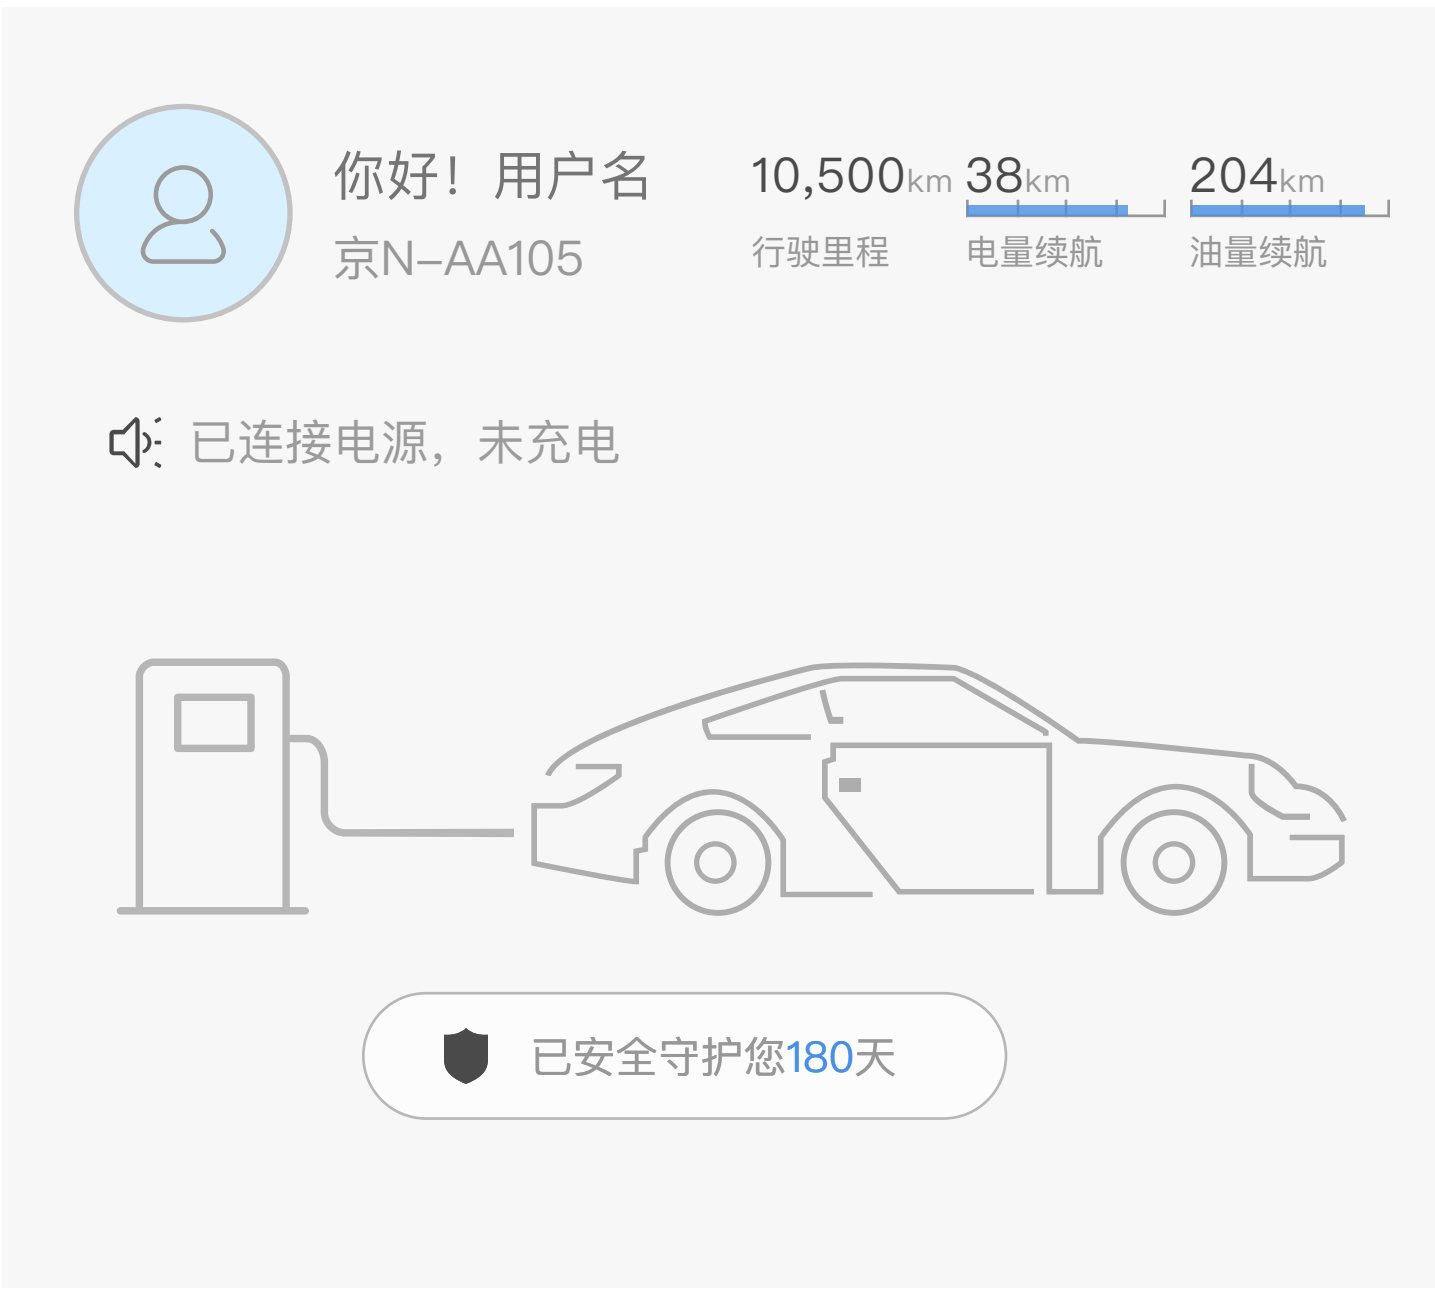 你好！用户名
京N–AA105
10,500km
行驶里程
38km
电量续航
204km
油量续航
已连接电源，未充电
已安全守护您180天